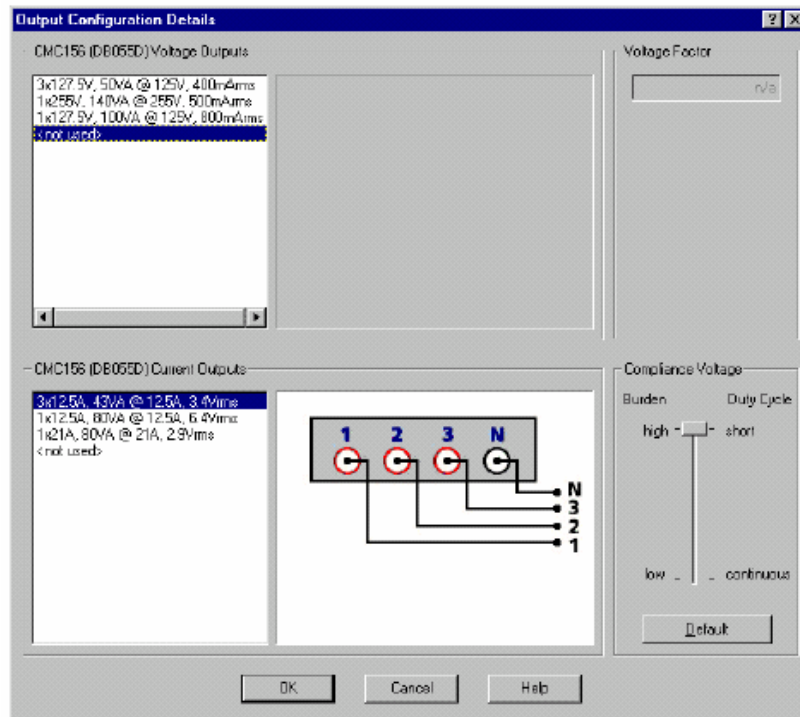 Output Configuration Details
CMC156 (DB055D) Voltage Outputs
3x127.5V, 50VA @ 125V, 400mArms
1x255V, 140VA @ 255V, 500mArms
1x127.5V, 100VA @ 125V, 800mArms
<not used>
Voltage Factor
n/a
CMC156 (DB055D) Current Outputs
3x12.5A, 43VA @ 12.5A, 3.4Vrms
1x12.5A, 80VA @ 12.5A, 6.4Vrms
1x21A, 80VA @ 21A, 2.9Vrms
<not used>
1 2 3 N
N
3
2
1
Compliance Voltage
Burden Duty Cycle
high short
low continuous
Default
OK Cancel Help